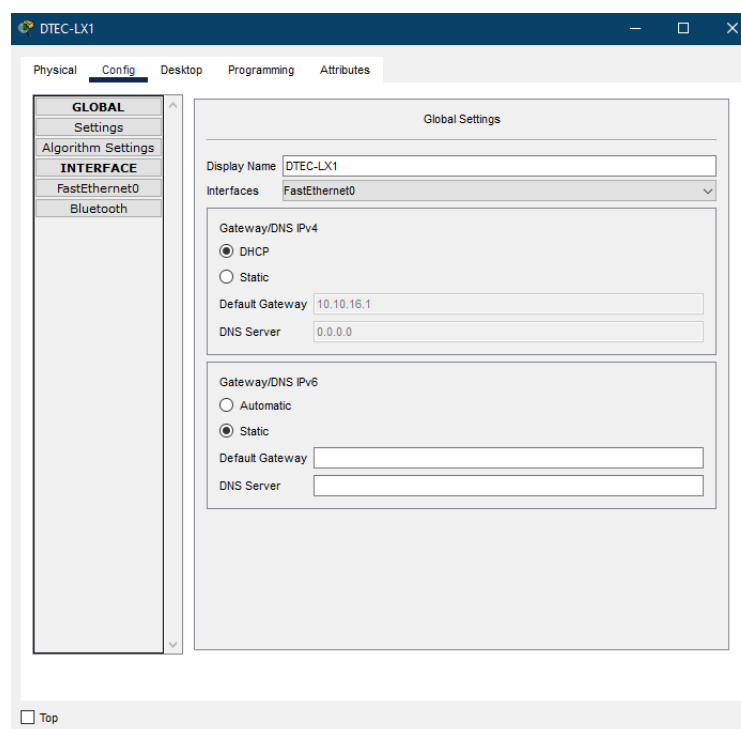 DTEC-LX1
Physical Config Desktop Programming Attributes
GLOBAL
Settings
Algorithm Settings
INTERFACE
FastEthernet0
Bluetooth
Global Settings
Display Name DTEC-LX1
Interfaces FastEthernet0
Gateway/DNS IPv4
DHCP
Static
Default Gateway 10.10.16.1
DNS Server 0.0.0.0
Gateway/DNS IPv6
Automatic
Static
Default Gateway
DNS Server
Top